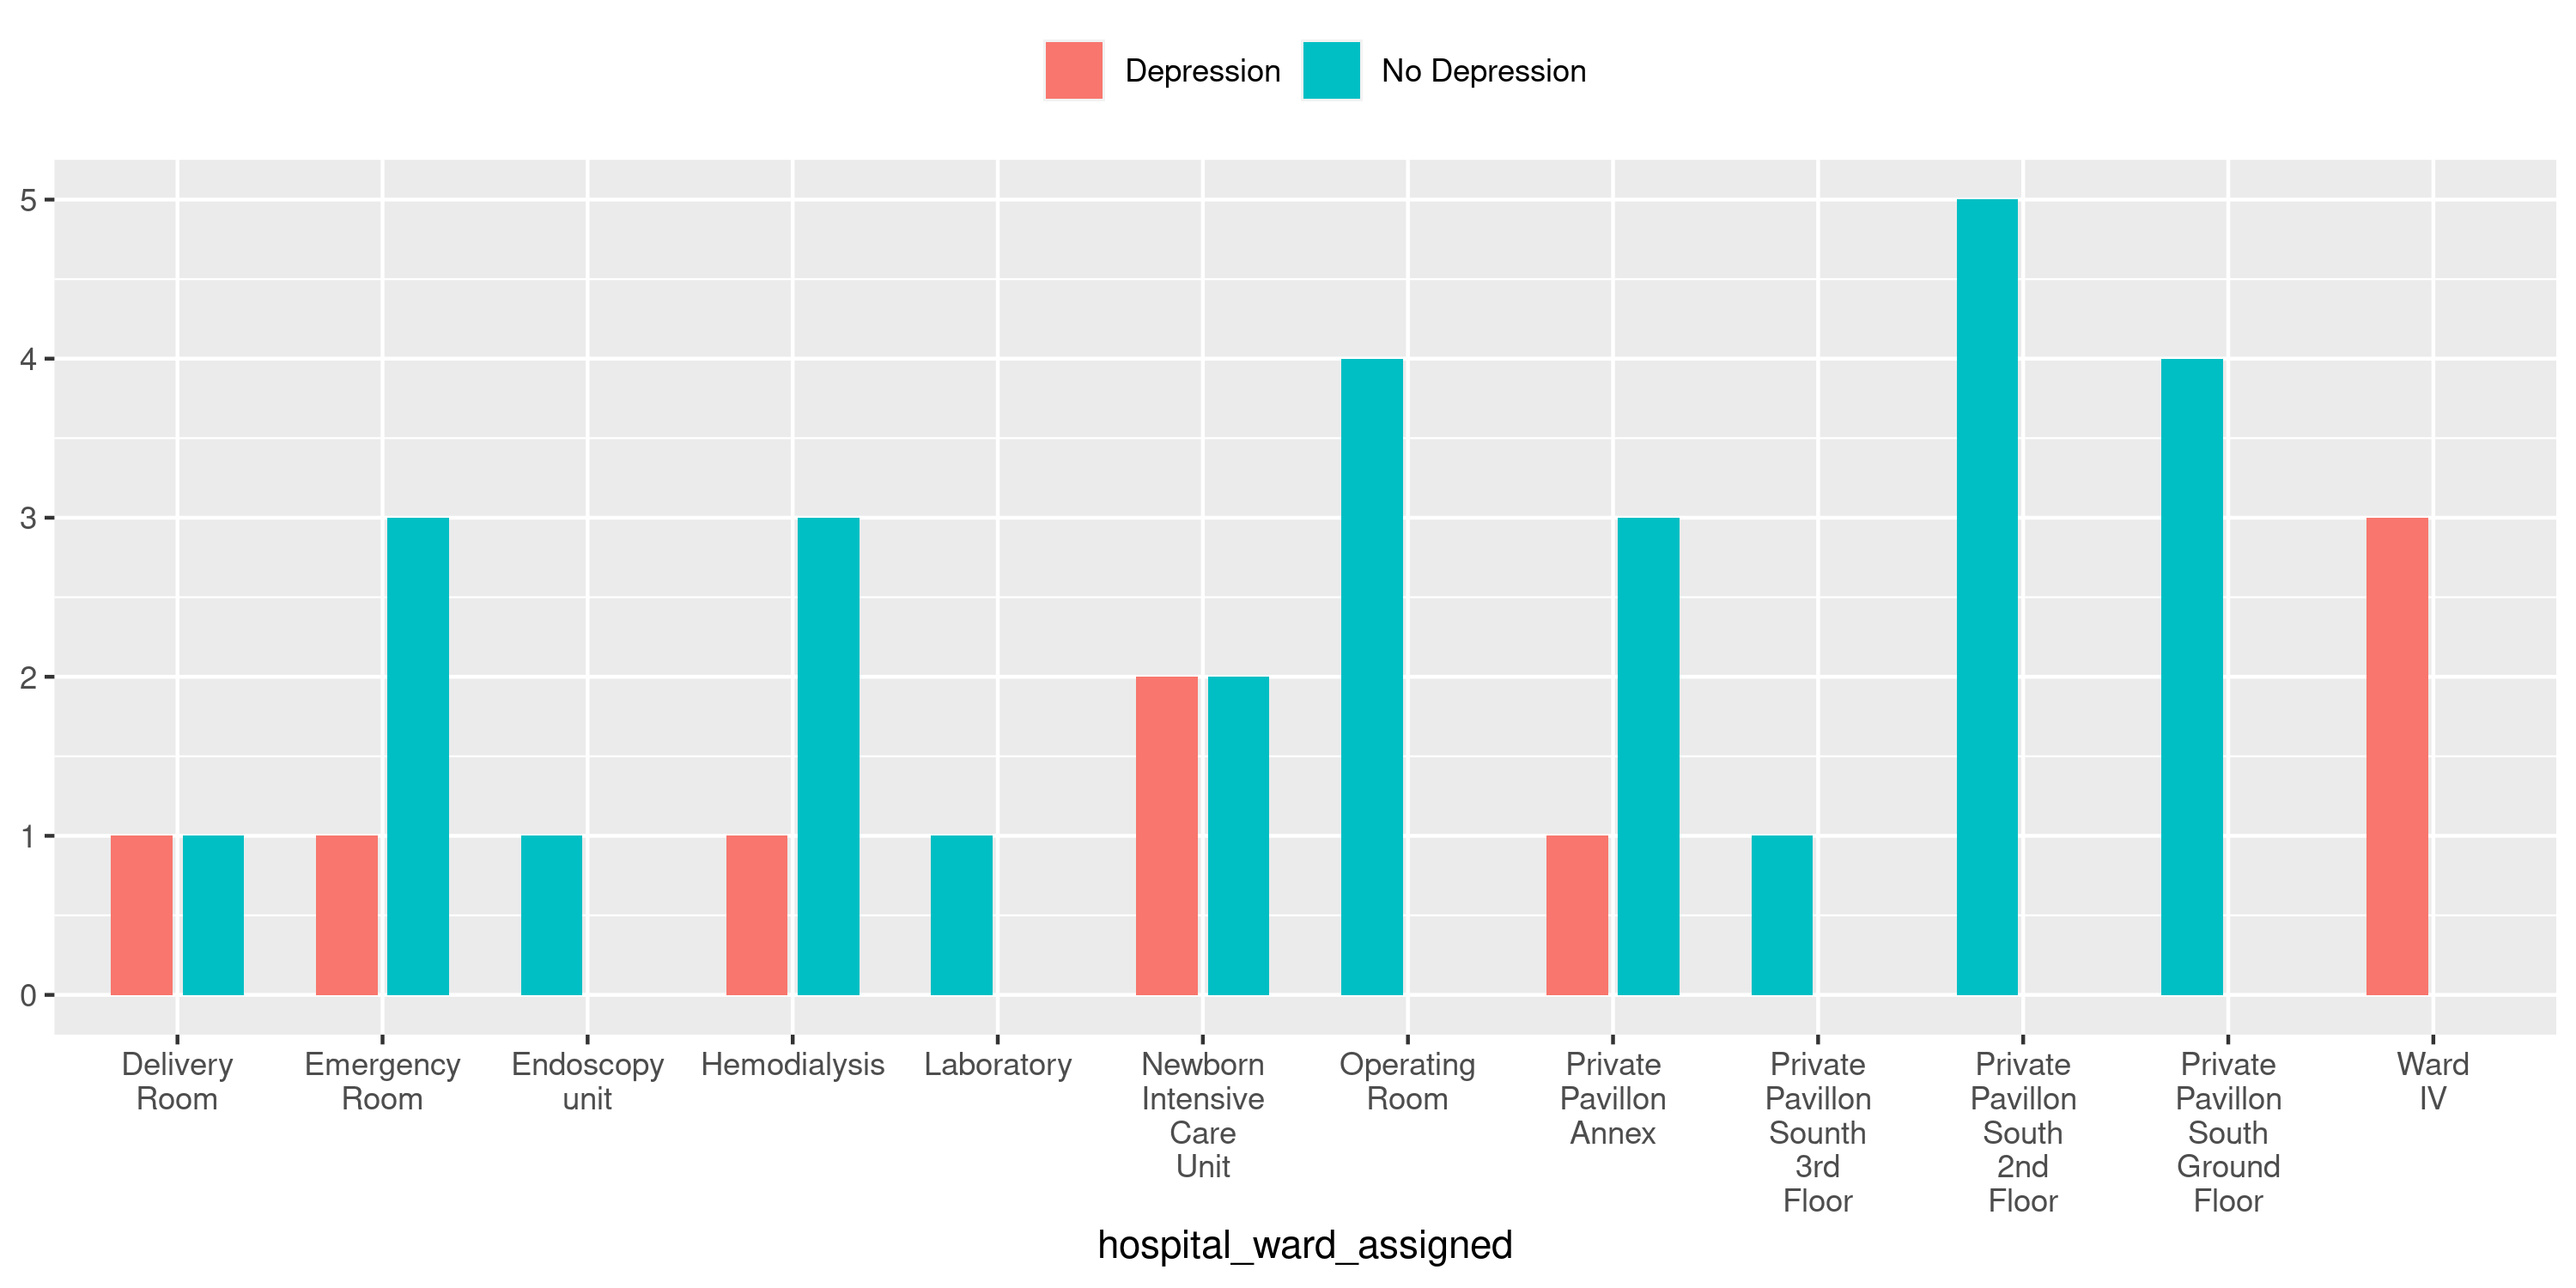 Depression No Depression
5
4
3
2
1
0
Delivery Room
Emergency Room
Endoscopy unit
Hemodialysis
Laboratory
Newborn Intensive Care Unit
Operating Room
Private Pavillon Annex
Private Pavillon Sounth 3rd Floor
Private Pavillon South 2nd Floor
Private Pavillon South Ground Floor
Ward IV
hospital_ward_assigned